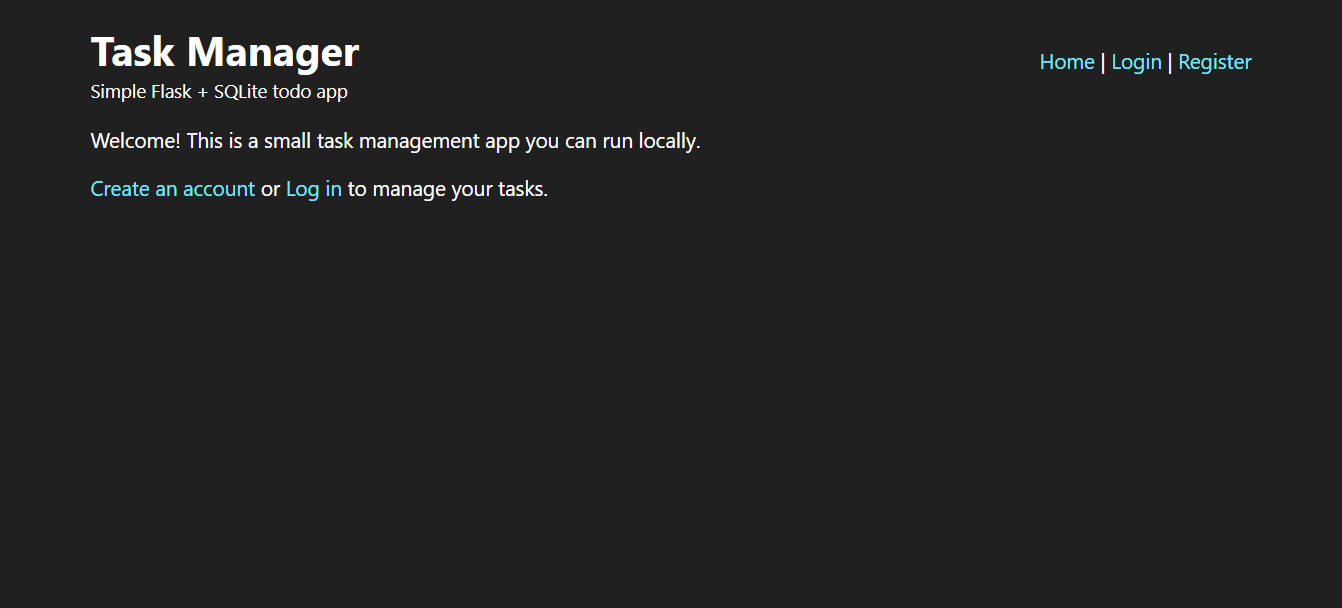 Task Manager
Home | Login | Register
Simple Flask + SQLite todo app
Welcome! This is a small task management app you can run locally.
Create an account or Log in to manage your tasks.